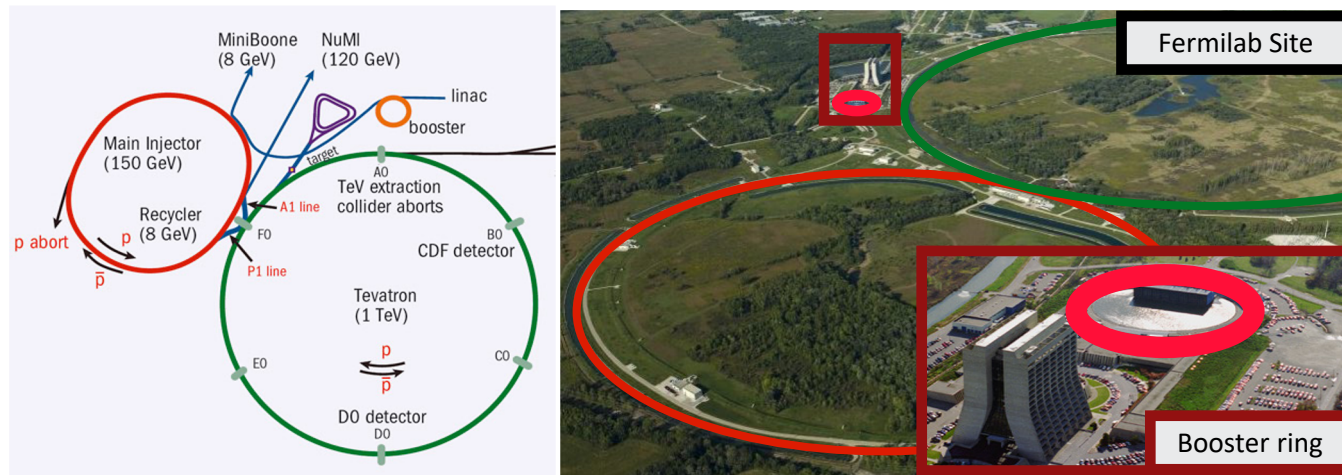 MiniBoone
(8 GeV)
NuMI
(120 GeV)
linac
booster
target
Main Injector
(150 GeV)
Recycler
(8 GeV)
p abort
p
p̅
A1 line
P1 line
A0
TeV extraction
collider aborts
F0
B0
CDF detector
Tevatron
(1 TeV)
p
p̅
E0
C0
D0 detector
D0
Fermilab Site
Booster ring